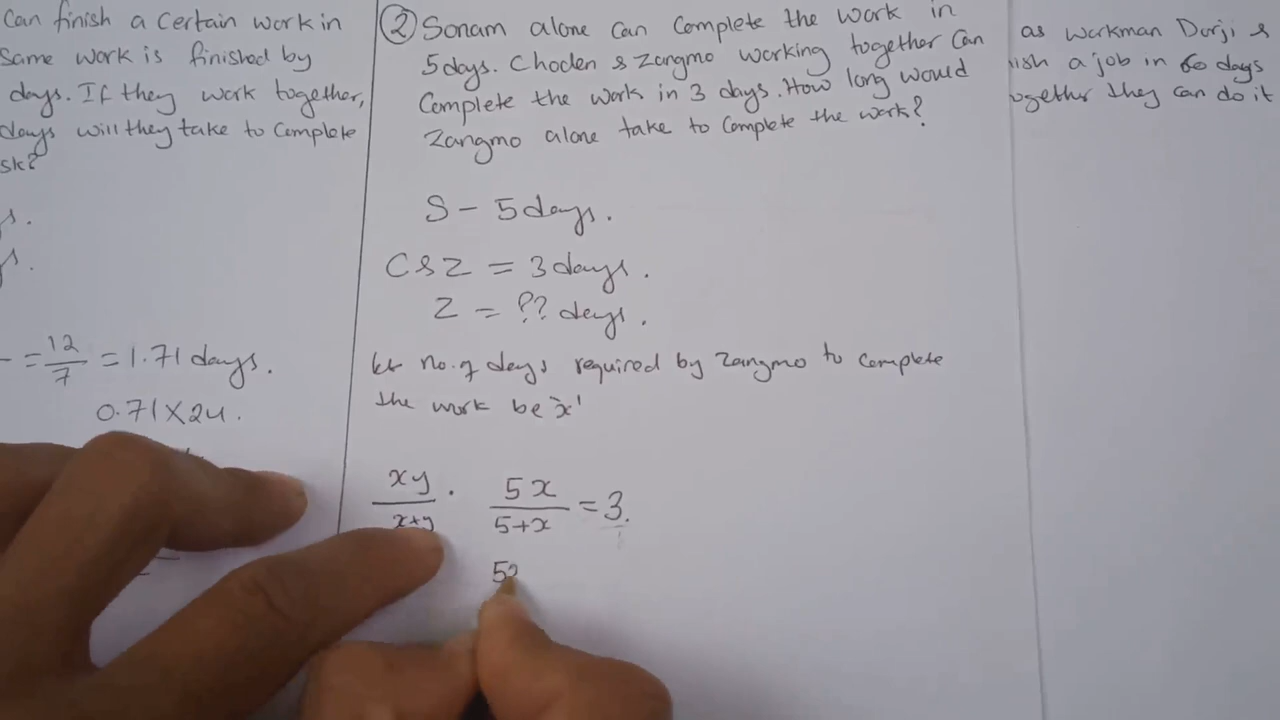 Can finish a certain work in
Same work is finished by
days. If they work together,
days will they take to complete
sk?
s.
s.
= 12/7 = 1.71 days.
0.71 X 24.
② Sonam alone can complete the work in
5 days. Choden & Zangmo working together can
complete the work in 3 days. How long would
Zangmo alone take to complete the work?
S - 5 days.
C & Z = 3 days.
Z = ?? days.
let no. of days required by Zangmo to complete
the work be 'x'
xy/x+y . 5x/5+x = 3.
5
as workman Dorji &
ish a job in 60 days
ogether they can do it